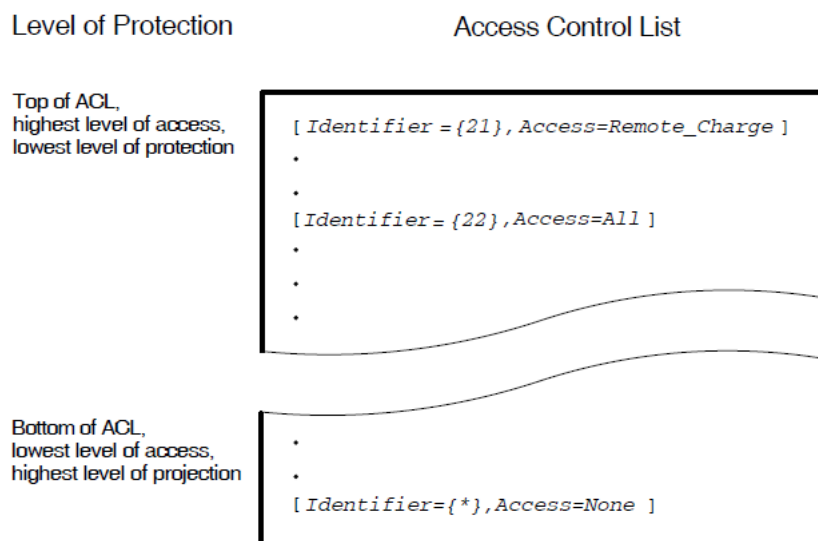 Level of Protection
Access Control List
Top of ACL,
highest level of access,
lowest level of protection
[ Identifier = {21}, Access=Remote_Charge ]
.
.
[Identifier = {22}, Access=All ]
.
.
.
Bottom of ACL,
lowest level of access,
highest level of projection
.
.
[ Identifier={*}, Access=None ]